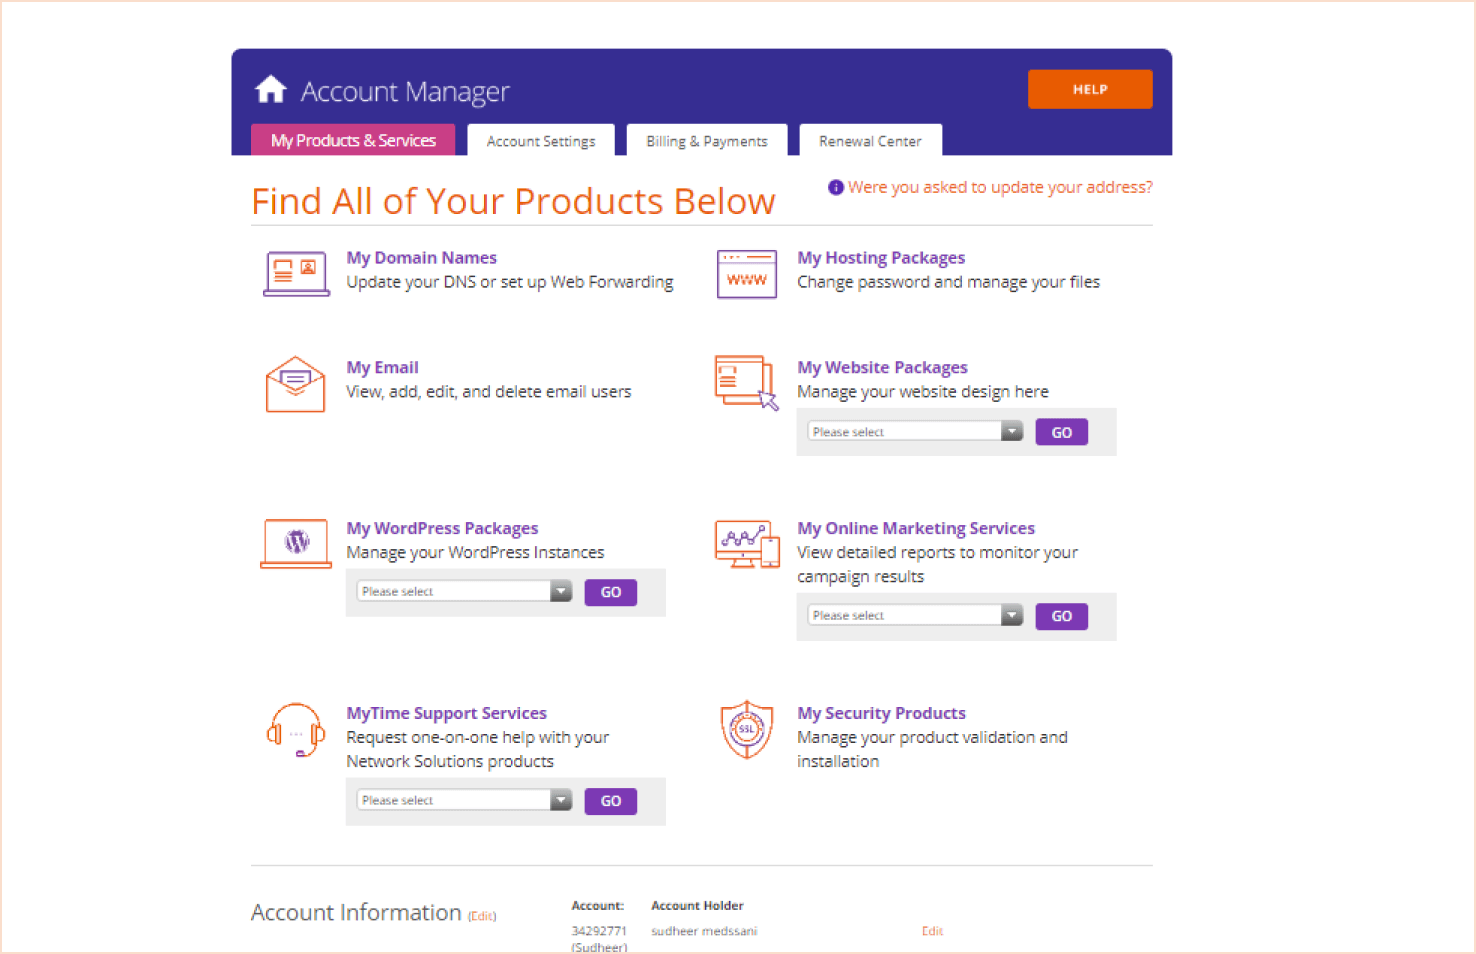 Account Manager
HELP
My Products & Services
Account Settings
Billing & Payments
Renewal Center
Find All of Your Products Below
i Were you asked to update your address?
My Domain Names
Update your DNS or set up Web Forwarding
WWW
My Hosting Packages
Change password and manage your files
My Email
View, add, edit, and delete email users
My Website Packages
Manage your website design here
Please select
GO
My WordPress Packages
Manage your WordPress Instances
Please select
GO
My Online Marketing Services
View detailed reports to monitor your
campaign results
Please select
GO
MyTime Support Services
Request one-on-one help with your
Network Solutions products
Please select
GO
SSL
My Security Products
Manage your product validation and
installation
Account Information (Edit)
Account:
Account Holder
34292771
(Sudheer)
sudheer medssani
Edit